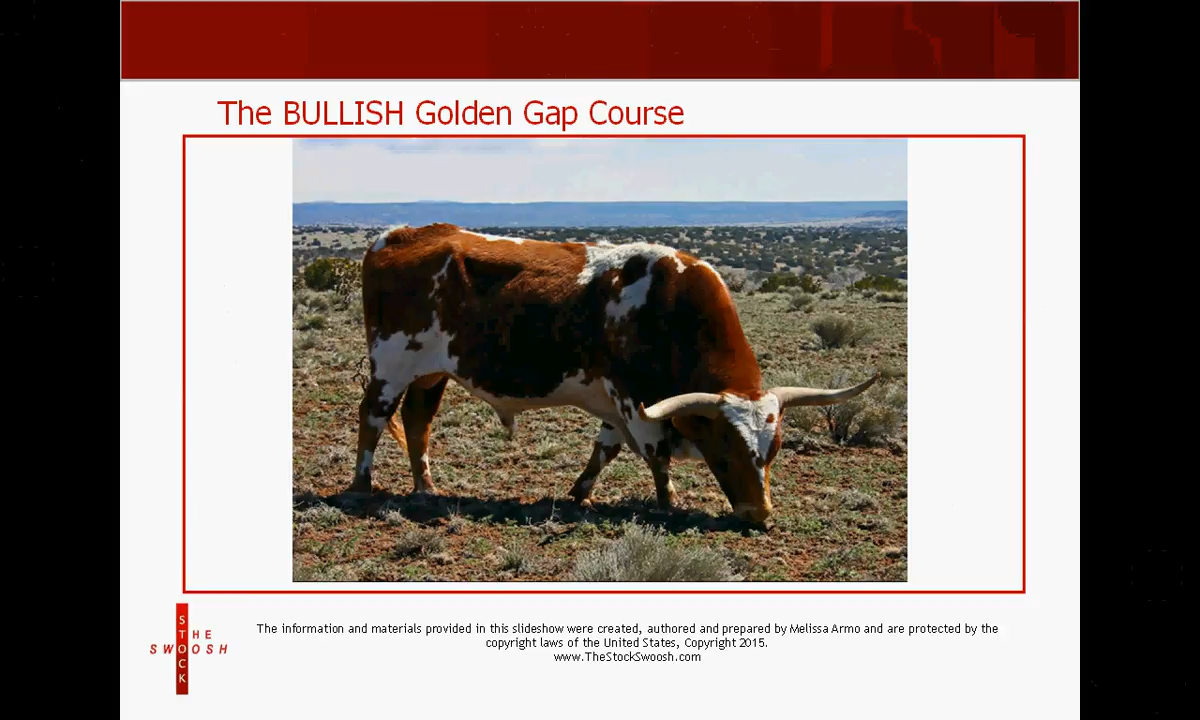 The BULLISH Golden Gap Course
The information and materials provided in this slideshow were created, authored and prepared by Melissa Armo and are protected by the
copyright laws of the United States, Copyright 2015.
www.TheStockSwoosh.com
THE
STOCK
SWOOSH